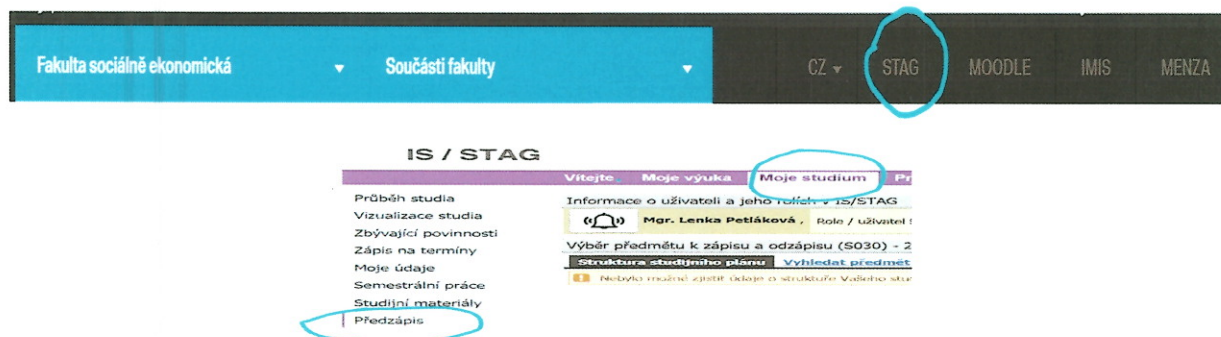 Fakulta sociálně ekonomická Součásti fakulty CZ STAG MOODLE IMIS MENZA
IS / STAG
Vítejte Moje výuka Moje studium Pr
Průběh studia
Vizualizace studia
Zbývající povinnosti
Zápis na termíny
Moje údaje
Semestrální práce
Studijní materiály
Předzápis
Informace o uživateli a jeho rolích v IS/STAG
Mgr. Lenka Petláková , Role / uživatel
Výběr předmětu k zápisu a odzápisu (S030) - 2
Struktura studijního plánu Vyhledat předmět
Nebylo možné zjistit údaje o struktuře Vašeho stu